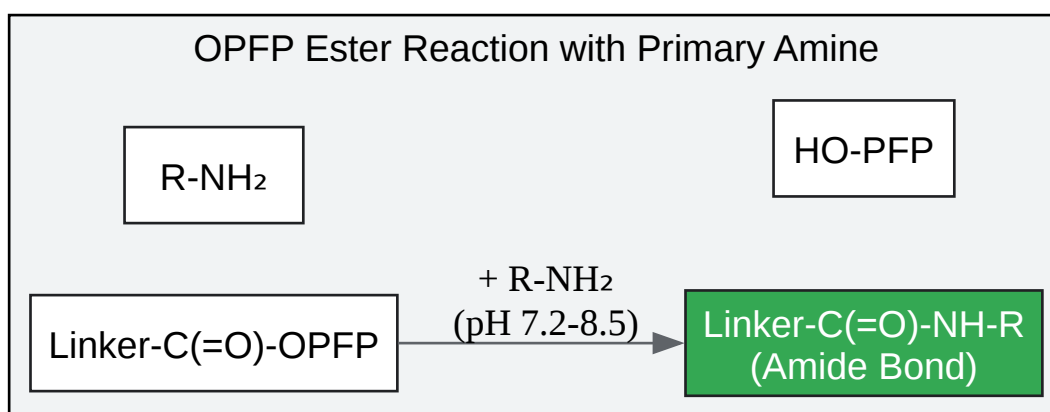 OPFP Ester Reaction with Primary Amine
R-NH₂
HO-PFP
Linker-C(=O)-OPFP
+ R-NH₂
(pH 7.2-8.5)
Linker-C(=O)-NH-R
(Amide Bond)